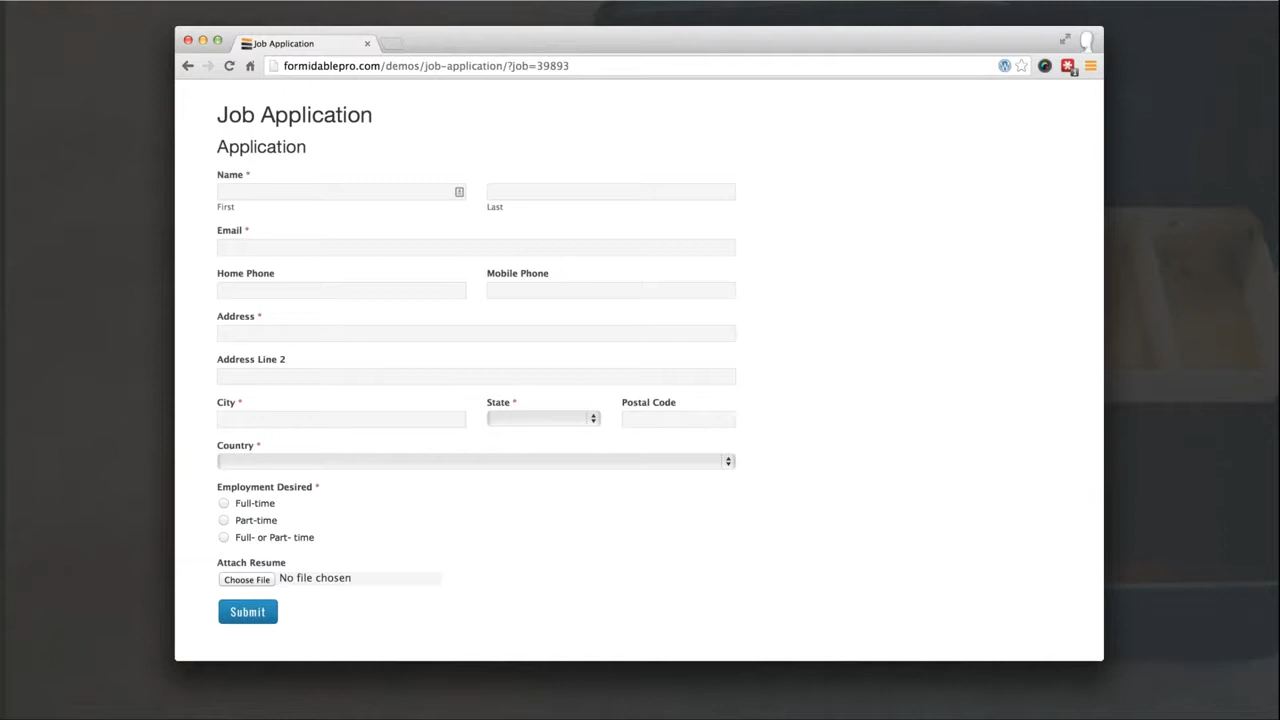 Job Application
formidablepro.com/demos/job-application/?job=39893
Job Application
Application
Name *
First Last
Email *
Home Phone Mobile Phone
Address *
Address Line 2
City * State * Postal Code
Country *
Employment Desired *
Full-time
Part-time
Full- or Part- time
Attach Resume
Choose File No file chosen
Submit